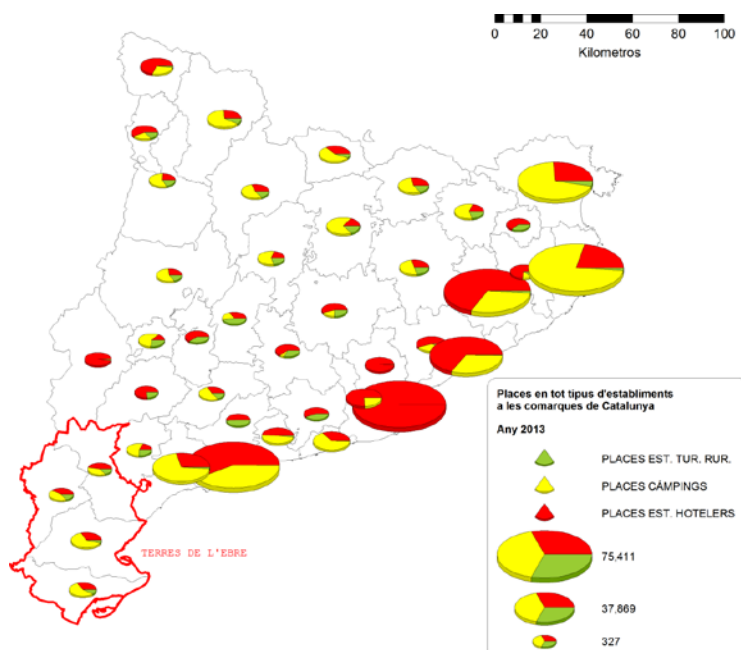 0 20 40 60 80 100
Kilometros
TERRES DE L'EBRE
Places en tot tipus d'establiments
a les comarques de Catalunya
Any 2013
PLACES EST. TUR. RUR.
PLACES CÀMPINGS
PLACES EST. HOTELERS
75,411
37,869
327